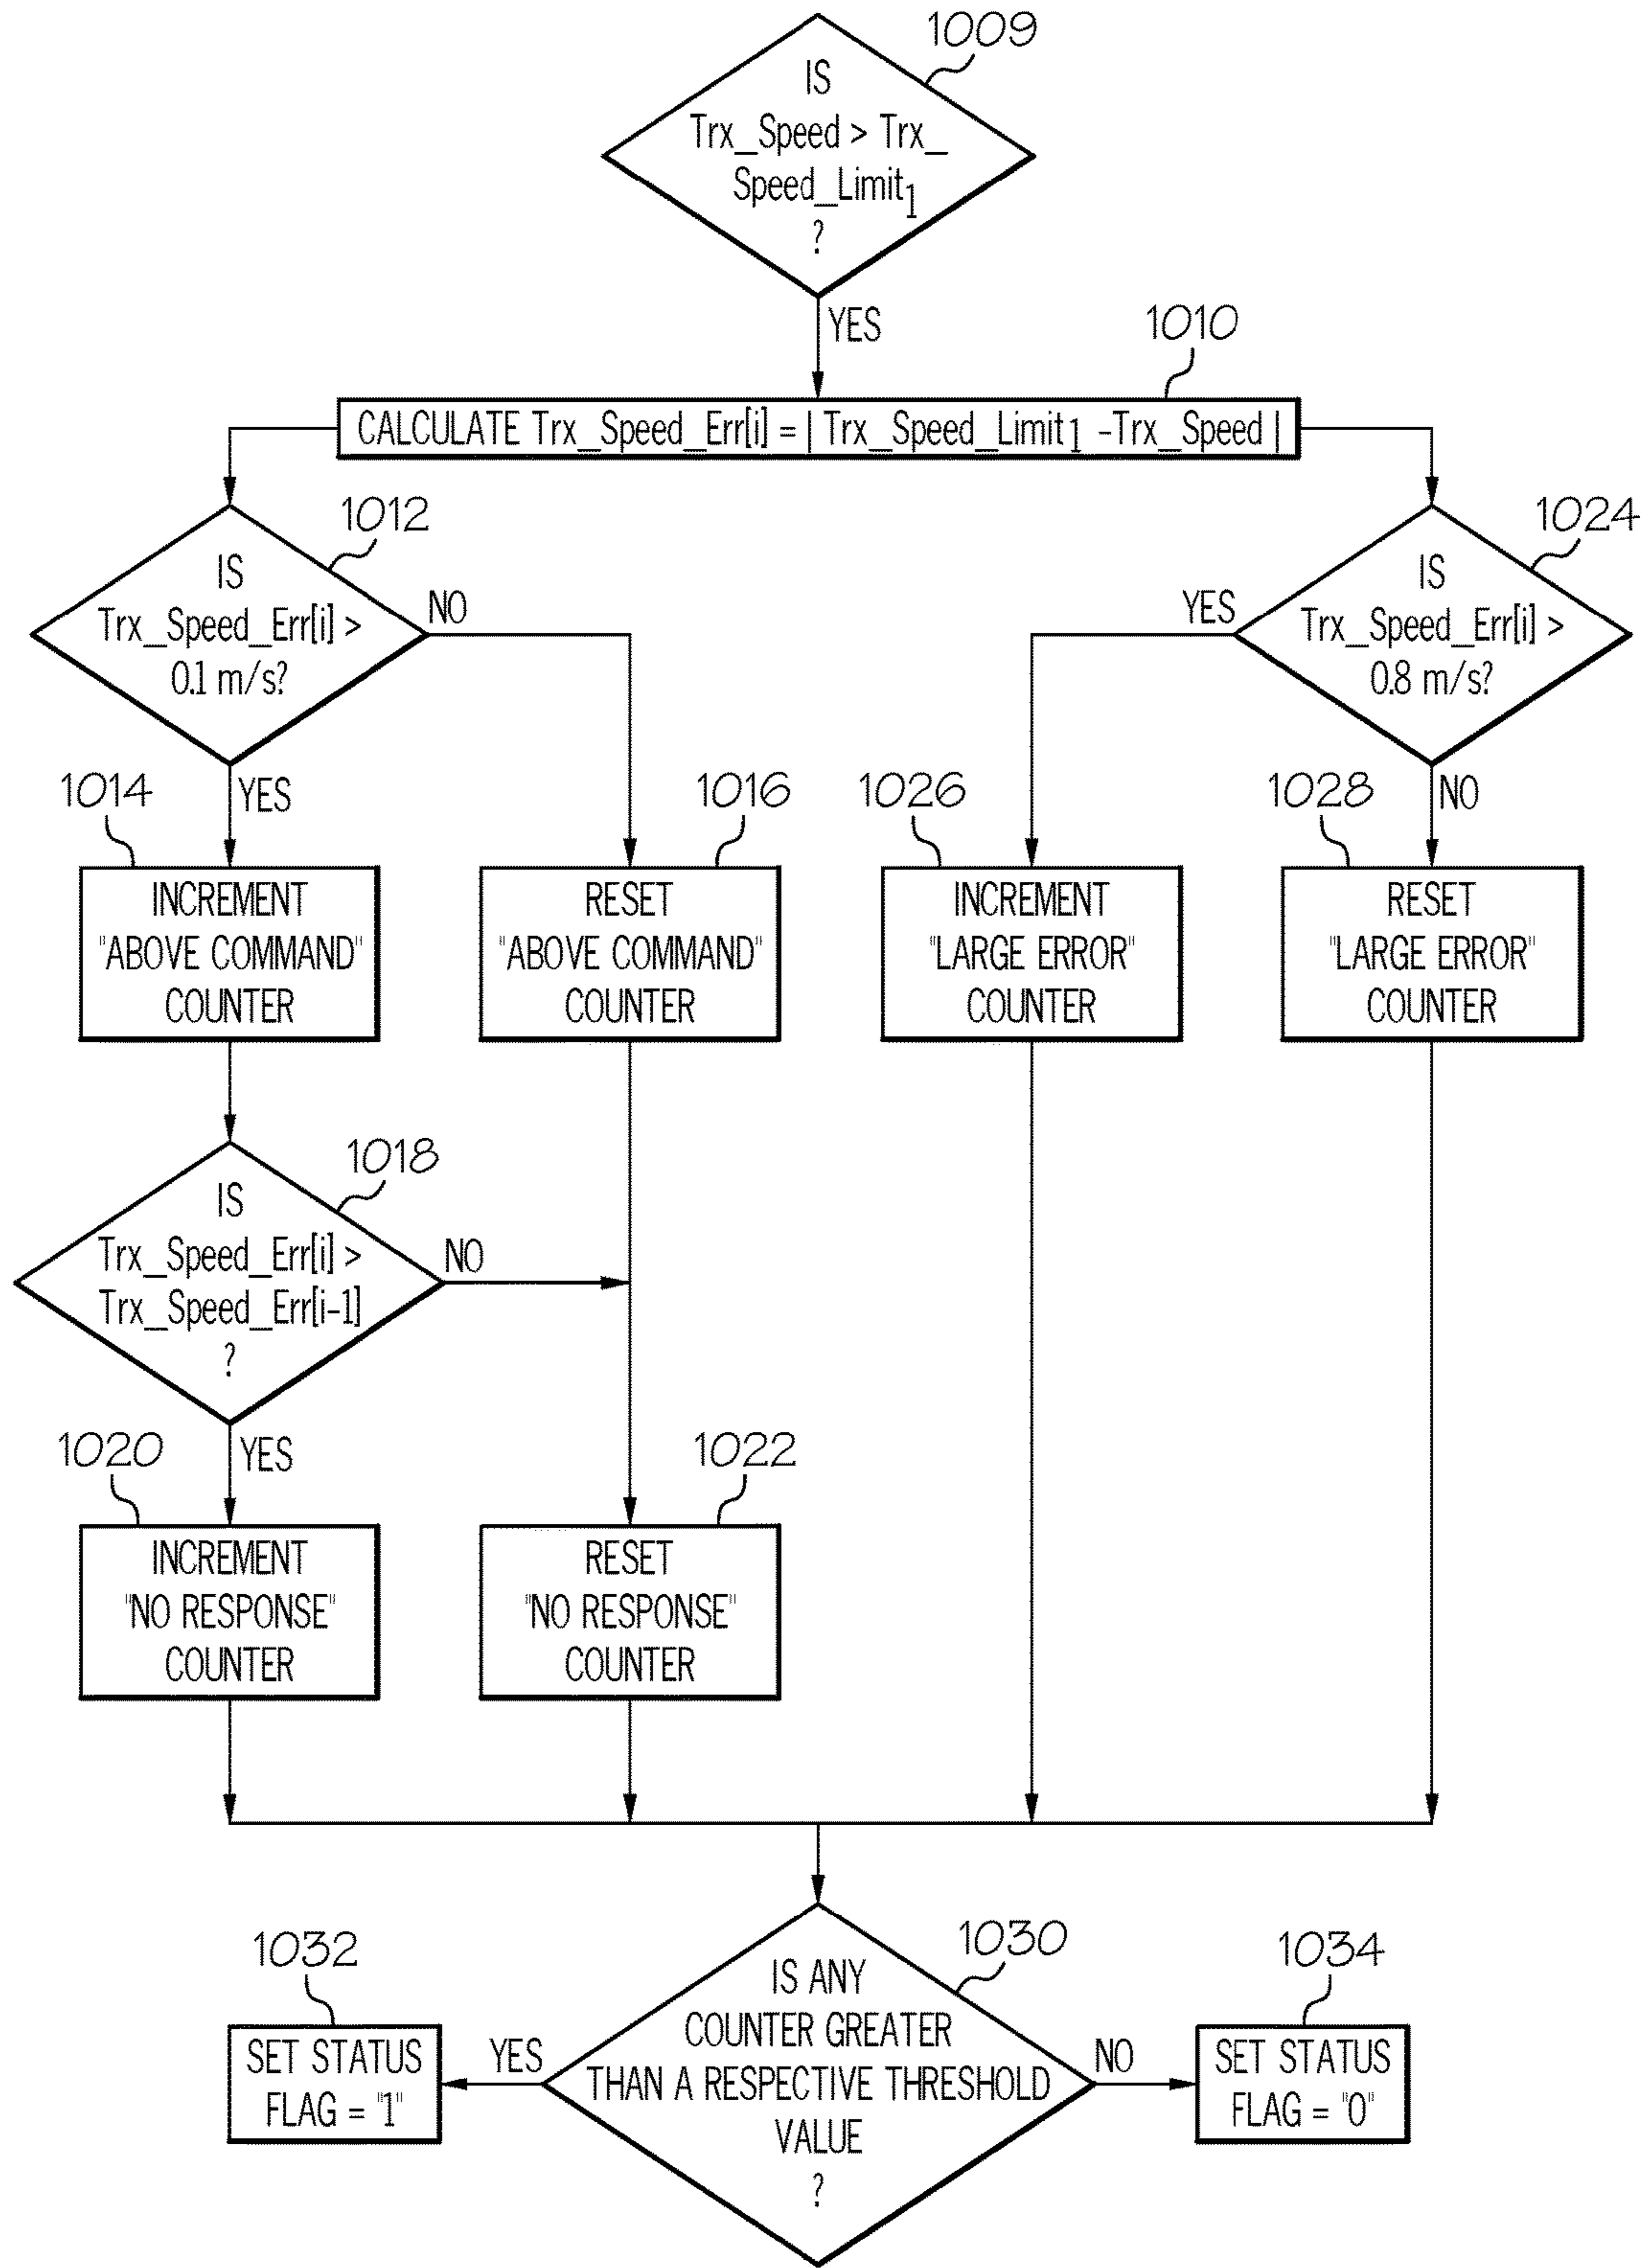 1009
IS
Trx_Speed > Trx_
Speed_Limit1
?
YES
1010
CALCULATE Trx_Speed_Err[i] = | Trx_Speed_Limit1 -Trx_Speed |
1012
IS
Trx_Speed_Err[i] >
0.1 m/s?
NO
YES
1024
IS
Trx_Speed_Err[i] >
0.8 m/s?
YES
NO
1014
INCREMENT
"ABOVE COMMAND"
COUNTER
1016
RESET
"ABOVE COMMAND"
COUNTER
1026
INCREMENT
"LARGE ERROR"
COUNTER
1028
RESET
"LARGE ERROR"
COUNTER
1018
IS
Trx_Speed_Err[i] >
Trx_Speed_Err[i-1]
?
NO
YES
1020
INCREMENT
"NO RESPONSE"
COUNTER
1022
RESET
"NO RESPONSE"
COUNTER
1030
IS ANY
COUNTER GREATER
THAN A RESPECTIVE THRESHOLD
VALUE
?
YES
1032
SET STATUS
FLAG = "1"
NO
1034
SET STATUS
FLAG = "0"